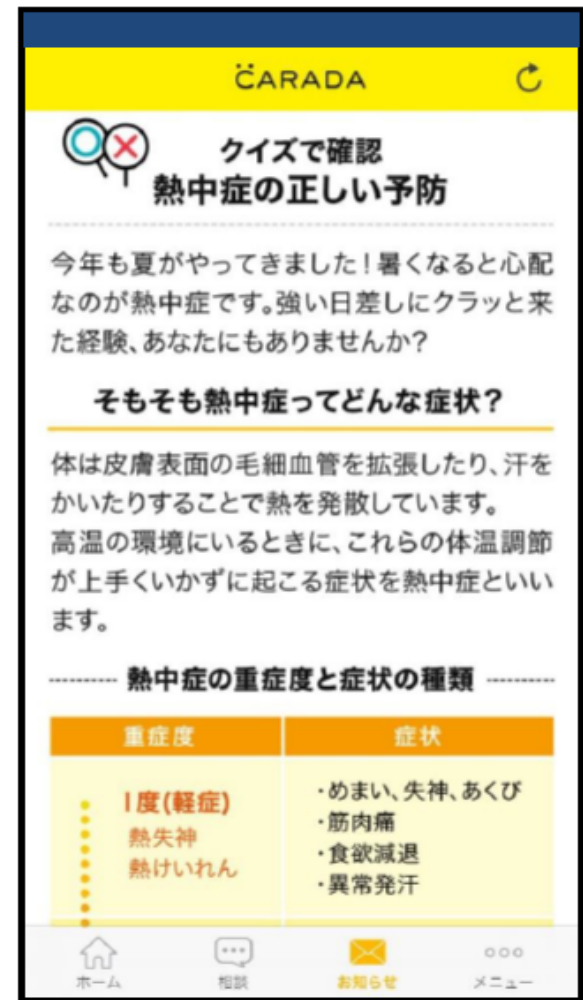 CARADA
クイズで確認
熱中症の正しい予防
今年も夏がやってきました!暑くなると心配
なのが熱中症です。強い日差しにクラッと来
た経験、あなたにもありませんか?
そもそも熱中症ってどんな症状?
体は皮膚表面の毛細血管を拡張したり、汗を
かいたりすることで熱を発散しています。
高温の環境にいるときに、これらの体温調節
が上手くいかずに起こる症状を熱中症といい
ます。
熱中症の重症度と症状の種類
重症度
症状
I度(軽症)
熱失神
熱けいれん
・めまい、失神、あくび
・筋肉痛
・食欲減退
・異常発汗
ホーム
相談
お知らせ
メニュー